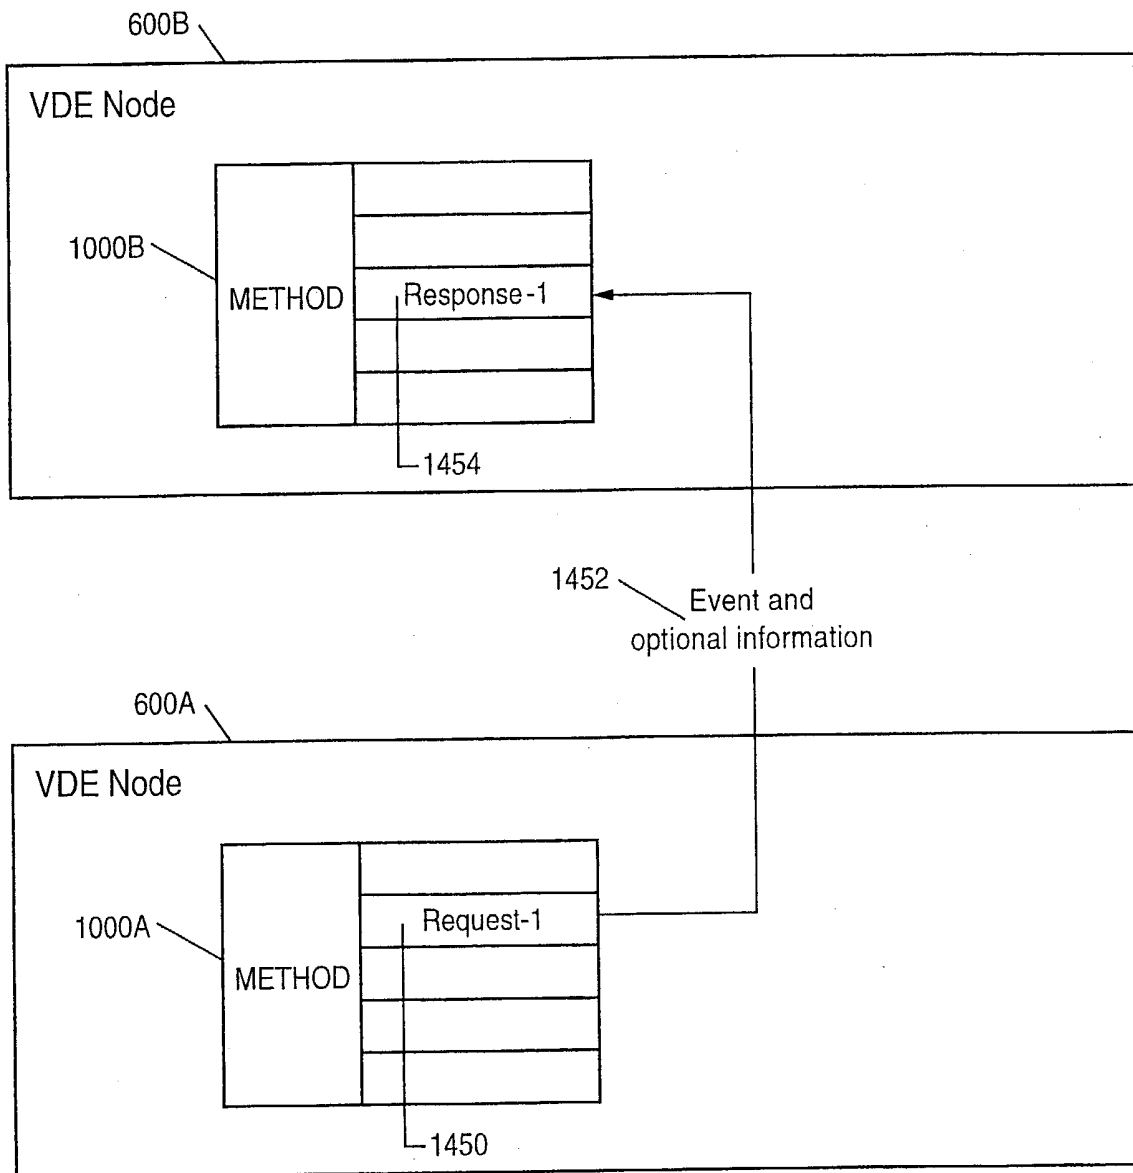 600B
VDE Node
1000B
METHOD
Response-1
1454
1452
Event and
optional information
600A
VDE Node
1000A
METHOD
Request-1
1450